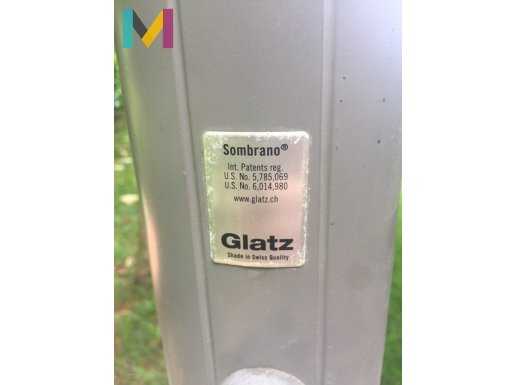 M
Sombrano®
Int. Patents reg.
U.S. No. 5,785,069
U.S. No. 6,014,980
www.glatz.ch
Glatz
Shade in Swiss Quality